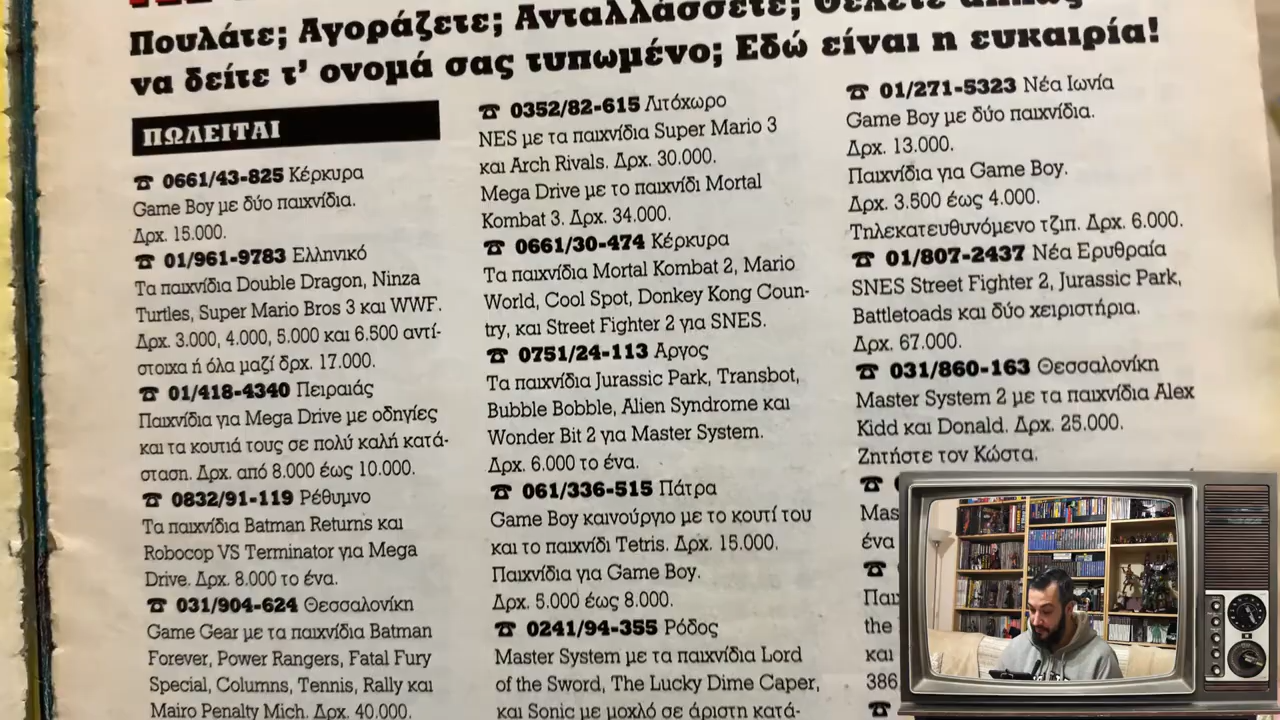 Πουλάτε; Αγοράζετε; Ανταλλάσσετε; Θέλετε απλώς
να δείτε τ' ονομά σας τυπωμένο; Εδώ είναι η ευκαιρία!
ΠΩΛΕΙΤΑΙ
☎ 0661/43-825 Κέρκυρα
Game Boy με δύο παιχνίδια.
Δρχ. 15.000.
☎ 01/961-9783 Ελληνικό
Τα παιχνίδια Double Dragon, Ninza
Turtles, Super Mario Bros 3 και WWF.
Δρχ. 3.000, 4.000, 5.000 και 6.500 αντί-
στοιχα ή όλα μαζί δρχ. 17.000.
☎ 01/418-4340 Πειραιάς
Παιχνίδια για Mega Drive με οδηγίες
και τα κουτιά τους σε πολύ καλή κατά-
σταση. Δρχ. από 8.000 έως 10.000.
☎ 0832/91-119 Ρέθυμνο
Τα παιχνίδια Batman Returns και
Robocop VS Terminator για Mega
Drive. Δρχ. 8.000 το ένα.
☎ 031/904-624 Θεσσαλονίκη
Game Gear με τα παιχνίδια Batman
Forever, Power Rangers, Fatal Fury
Special, Columns, Tennis, Rally και
Mairo Penalty Mich. Δρχ. 40.000.
☎ 0352/82-615 Λιτόχωρο
NES με τα παιχνίδια Super Mario 3
και Arch Rivals. Δρχ. 30.000.
Mega Drive με το παιχνίδι Mortal
Kombat 3. Δρχ. 34.000.
☎ 0661/30-474 Κέρκυρα
Τα παιχνίδια Mortal Kombat 2, Mario
World, Cool Spot, Donkey Kong Coun-
try, και Street Fighter 2 για SNES.
☎ 0751/24-113 Αργος
Τα παιχνίδια Jurassic Park, Transbot,
Bubble Bobble, Alien Syndrome και
Wonder Bit 2 για Master System.
Δρχ. 6.000 το ένα.
☎ 061/336-515 Πάτρα
Game Boy καινούργιο με το κουτί του
και το παιχνίδι Tetris. Δρχ. 15.000.
Παιχνίδια για Game Boy.
Δρχ. 5.000 έως 8.000.
☎ 0241/94-355 Ρόδος
Master System με τα παιχνίδια Lord
of the Sword, The Lucky Dime Caper,
και Sonic με μοχλό σε άριστη κατά-
☎ 01/271-5323 Νέα Ιωνία
Game Boy με δύο παιχνίδια.
Δρχ. 13.000.
Παιχνίδια για Game Boy.
Δρχ. 3.500 έως 4.000.
Τηλεκατευθυνόμενο τζιπ. Δρχ. 6.000.
☎ 01/807-2437 Νέα Ερυθραία
SNES Street Fighter 2, Jurassic Park,
Battletoads και δύο χειριστήρια.
Δρχ. 67.000.
☎ 031/860-163 Θεσσαλονίκη
Master System 2 με τα παιχνίδια Alex
Kidd και Donald. Δρχ. 25.000.
Ζητήστε τον Κώστα.
☎
Mas
ένα
☎
Παι
the
και
386
☎